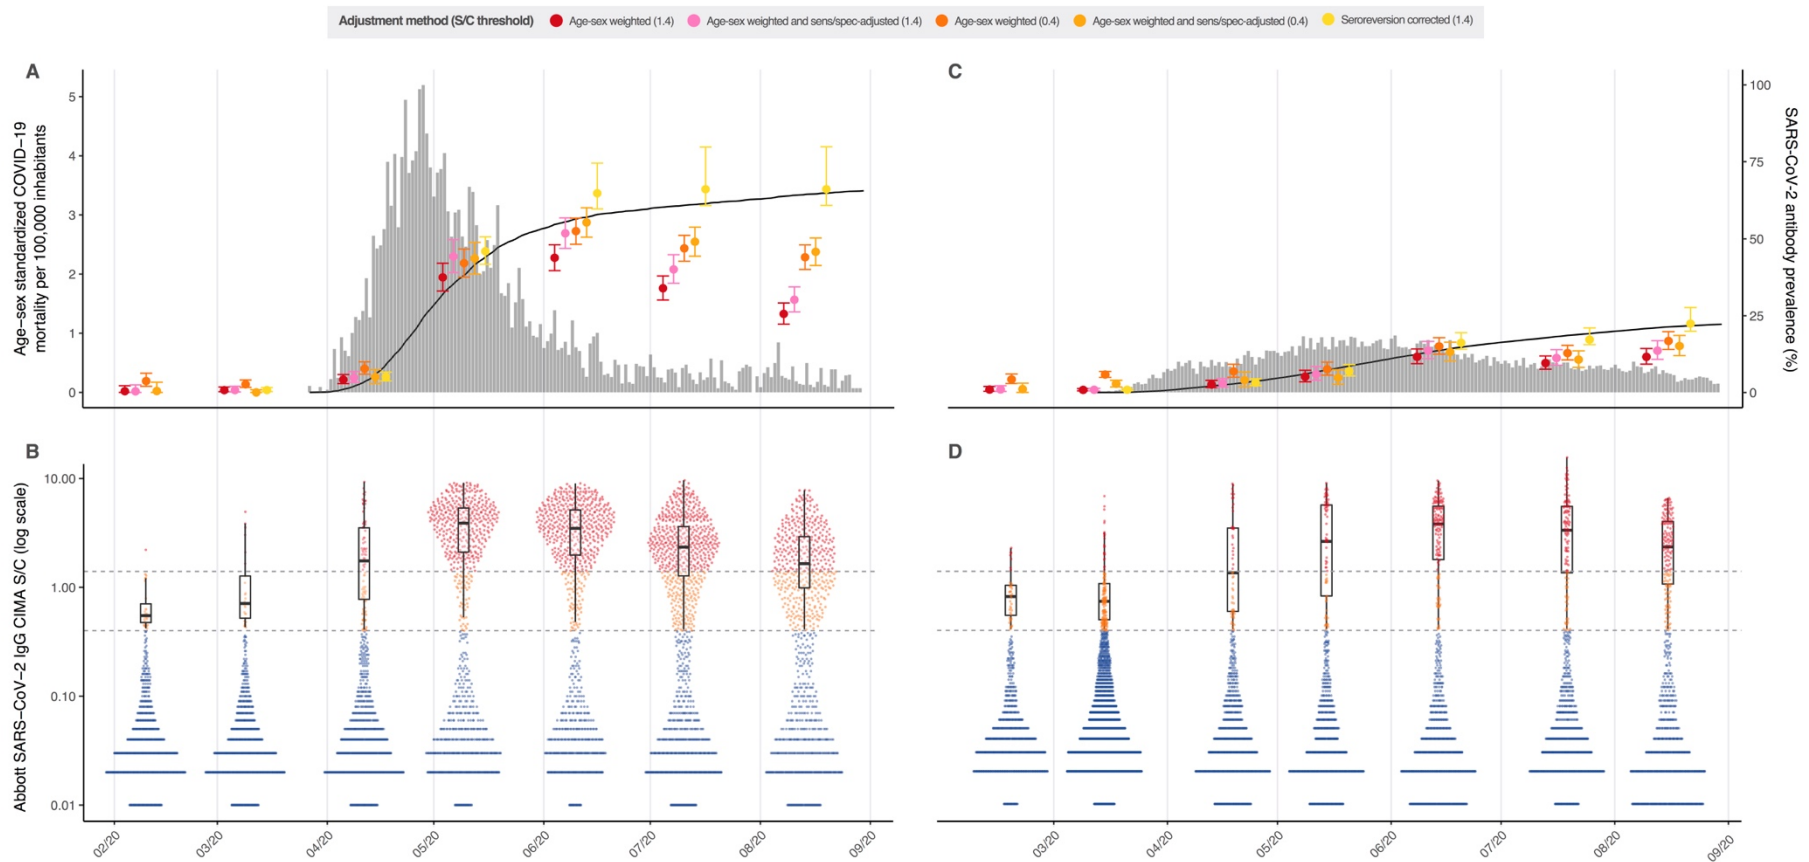 Adjustment method (S/C threshold) Age-sex weighted (1.4) Age-sex weighted and sens/spec-adjusted (1.4) Age-sex weighted (0.4) Age-sex weighted and sens/spec-adjusted (0.4) Seroreversion corrected (1.4)
A
Age−sex standardized COVID−19
mortality per 100,000 inhabitants
5
4
3
2
1
0
C
100
75
50
25
0
SARS-CoV-2 antibody prevalence (%)
B
Abbott SARS−CoV−2 IgG CIMA S/C (log scale)
10.00
1.00
0.10
0.01
02/20 03/20 04/20 05/20 06/20 07/20 08/20 09/20
D
03/20 04/20 05/20 06/20 07/20 08/20 09/20